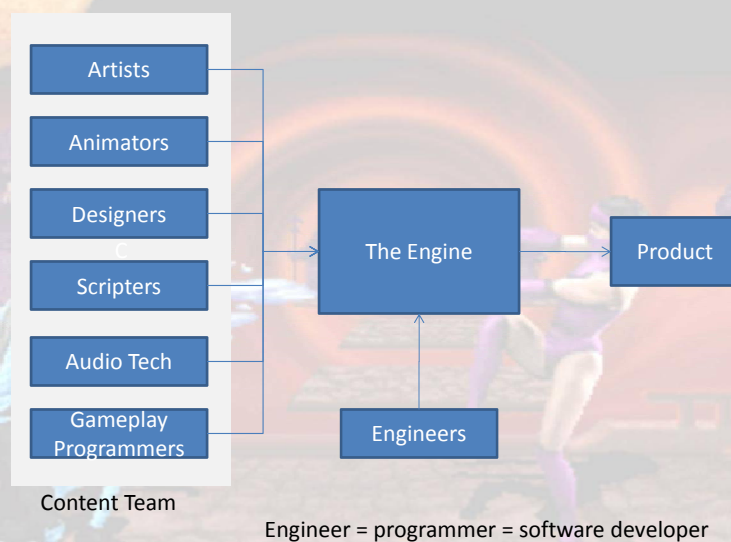 Artists
Animators
Designers
C
Scripters
Audio Tech
Gameplay
Programmers
Content Team
The Engine
Engineers
Product
Engineer = programmer = software developer